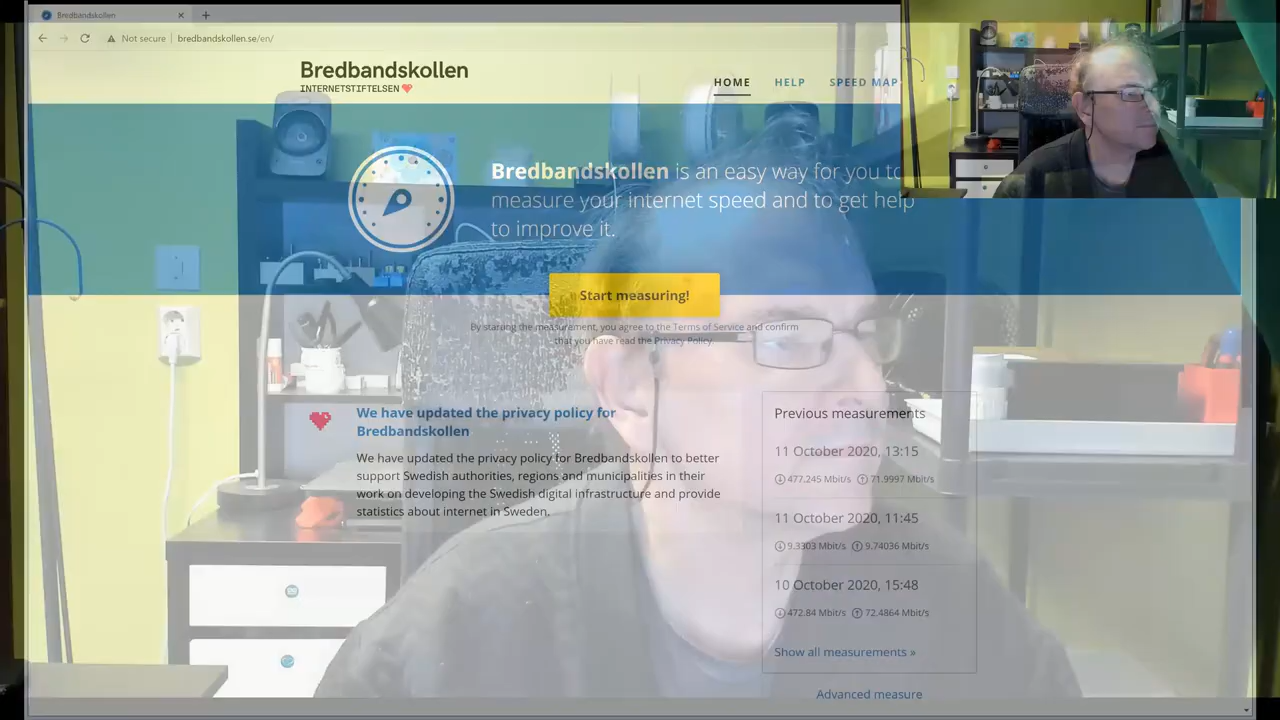 Bredbandskollen
Not secure
bredbandskollen.se/en/
Bredbandskollen
INTERNETSTIFTELSEN
HOME
HELP
SPEED MAP
Bredbandskollen is an easy way for you to
measure your internet speed and to get help
to improve it.
Start measuring!
By starting the measurement, you agree to the Terms of Service and confirm
that you have read the Privacy Policy.
We have updated the privacy policy for
Bredbandskollen
We have updated the privacy policy for Bredbandskollen to better
support Swedish authorities, regions and municipalities in their
work on developing the Swedish digital infrastructure and provide
statistics about internet in Sweden.
Previous measurements
11 October 2020, 13:15
477.245 Mbit/s 71.9997 Mbit/s
11 October 2020, 11:45
9.3303 Mbit/s 9.74036 Mbit/s
10 October 2020, 15:48
472.84 Mbit/s 72.4864 Mbit/s
Show all measurements »
Advanced measure